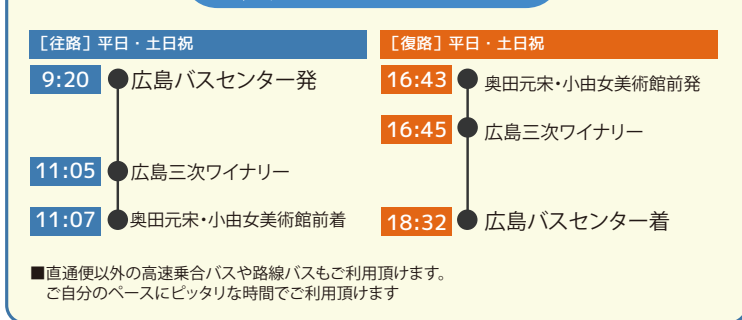 ［往路］平日・土日祝
9:20 広島バスセンター発
11:05 広島三次ワイナリー
11:07 奥田元宋・小由女美術館前着
［復路］平日・土日祝
16:43 奥田元宋・小由女美術館前発
16:45 広島三次ワイナリー
18:32 広島バスセンター着
■直通便以外の高速乗合バスや路線バスもご利用頂けます。
ご自分のペースにピッタリな時間でご利用頂けます